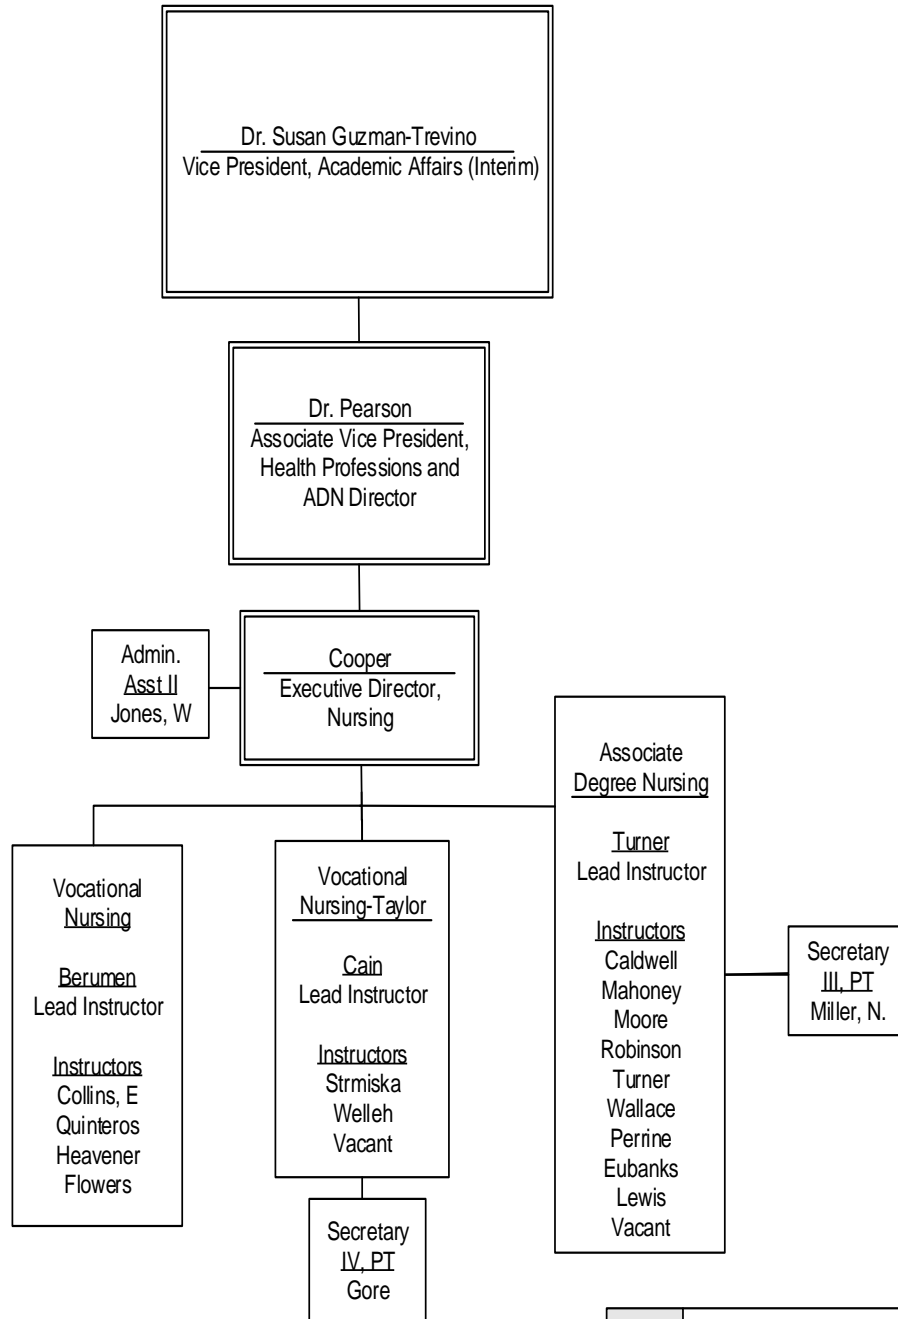 Dr. Susan Guzman-Trevino
Vice President, Academic Affairs (Interim)
Dr. Pearson
Associate Vice President,
Health Professions and
ADN Director
Admin.
Asst II
Jones, W
Cooper
Executive Director,
Nursing
Vocational
Nursing
Berumen
Lead Instructor
Instructors
Collins, E
Quinteros
Heavener
Flowers
Vocational
Nursing-Taylor
Cain
Lead Instructor
Instructors
Strmiska
Welleh
Vacant
Secretary
IV, PT
Gore
Associate
Degree Nursing
Turner
Lead Instructor
Instructors
Caldwell
Mahoney
Moore
Robinson
Turner
Wallace
Perrine
Eubanks
Lewis
Vacant
Secretary
III, PT
Miller, N.